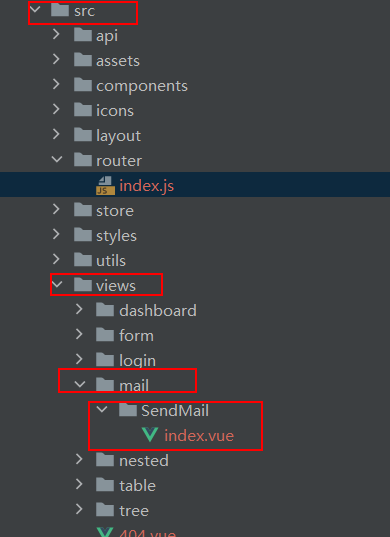 src
api
assets
components
icons
layout
router
JS index.js
store
styles
utils
views
dashboard
form
login
mail
SendMail
index.vue
nested
table
tree
404.vue